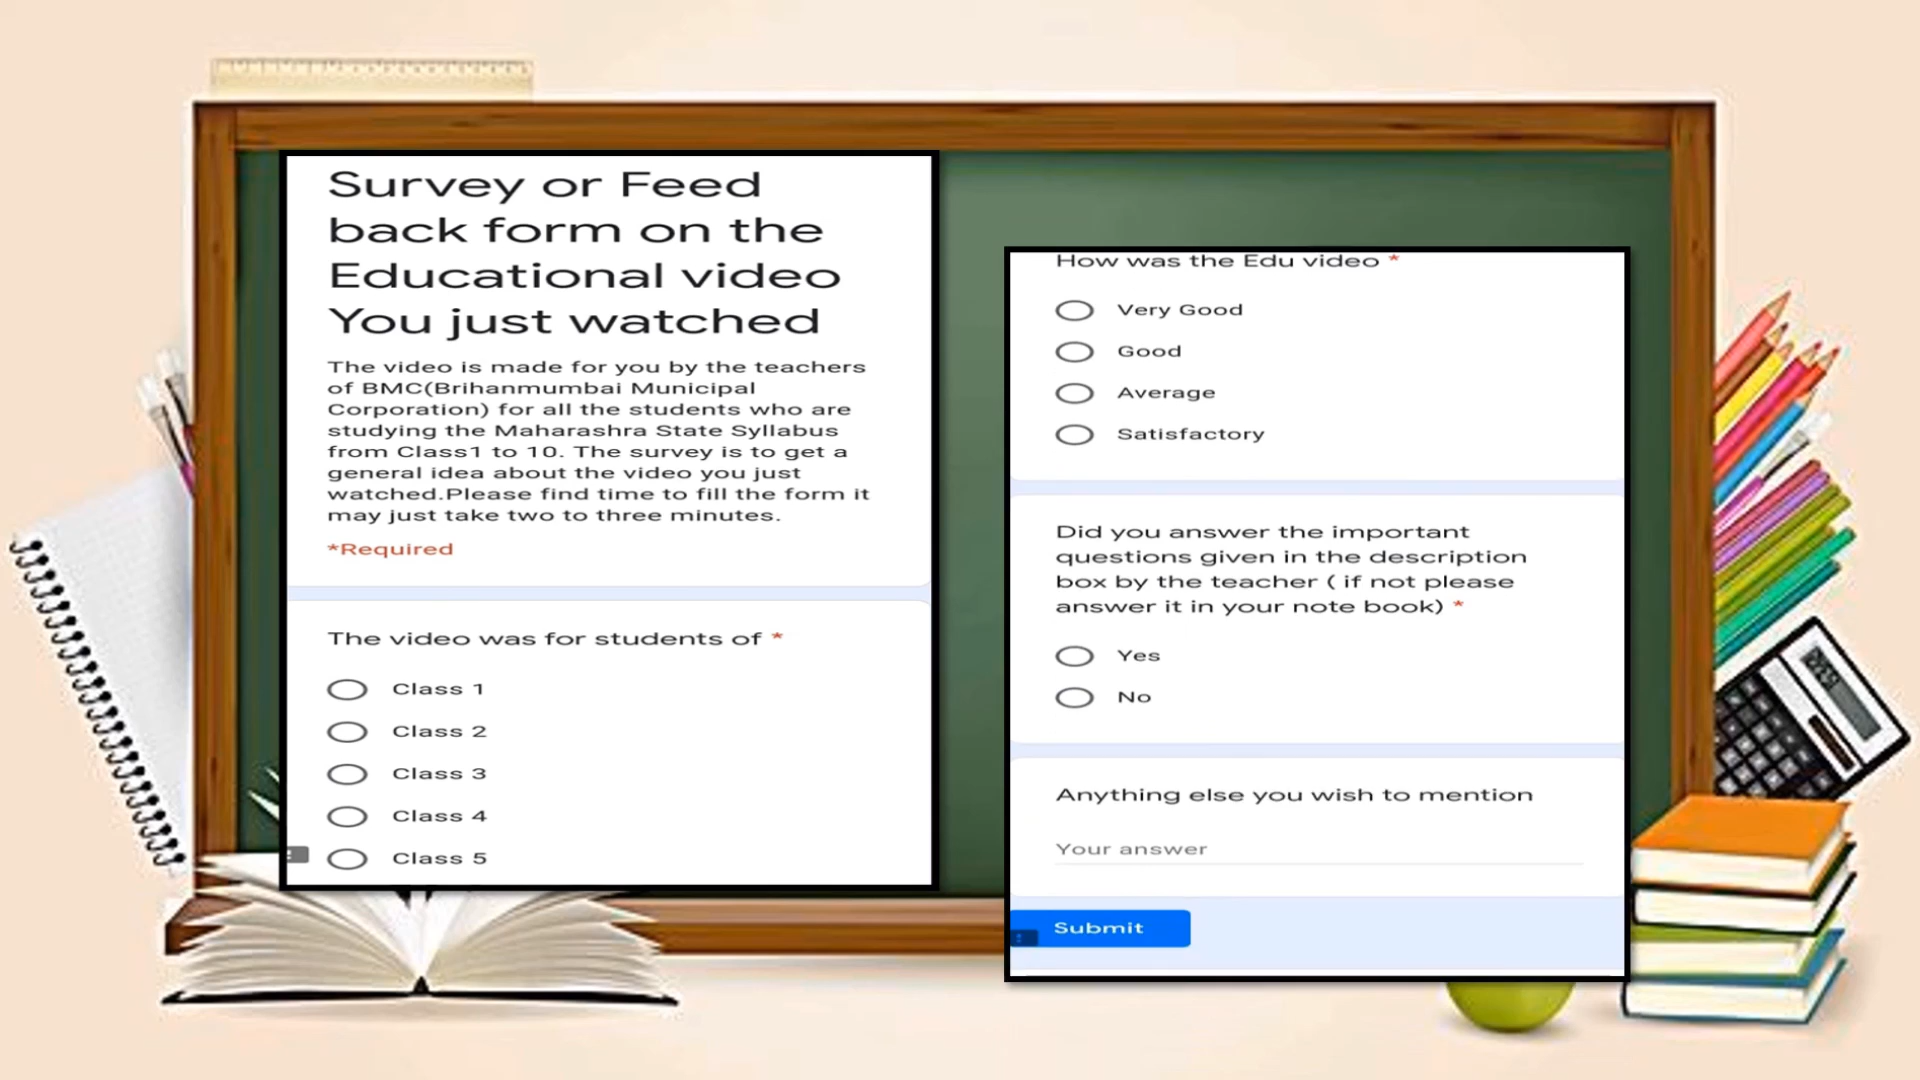 Survey or Feed
back form on the
Educational video
You just watched
The video is made for you by the teachers
of BMC(Brihanmumbai Municipal
Corporation) for all the students who are
studying the Maharashra State Syllabus
from Class1 to 10. The survey is to get a
general idea about the video you just
watched.Please find time to fill the form it
may just take two to three minutes.
*Required
The video was for students of *
Class 1
Class 2
Class 3
Class 4
Class 5
How was the Edu video *
Very Good
Good
Average
Satisfactory
Did you answer the important
questions given in the description
box by the teacher ( if not please
answer it in your note book) *
Yes
No
Anything else you wish to mention
Your answer
Submit